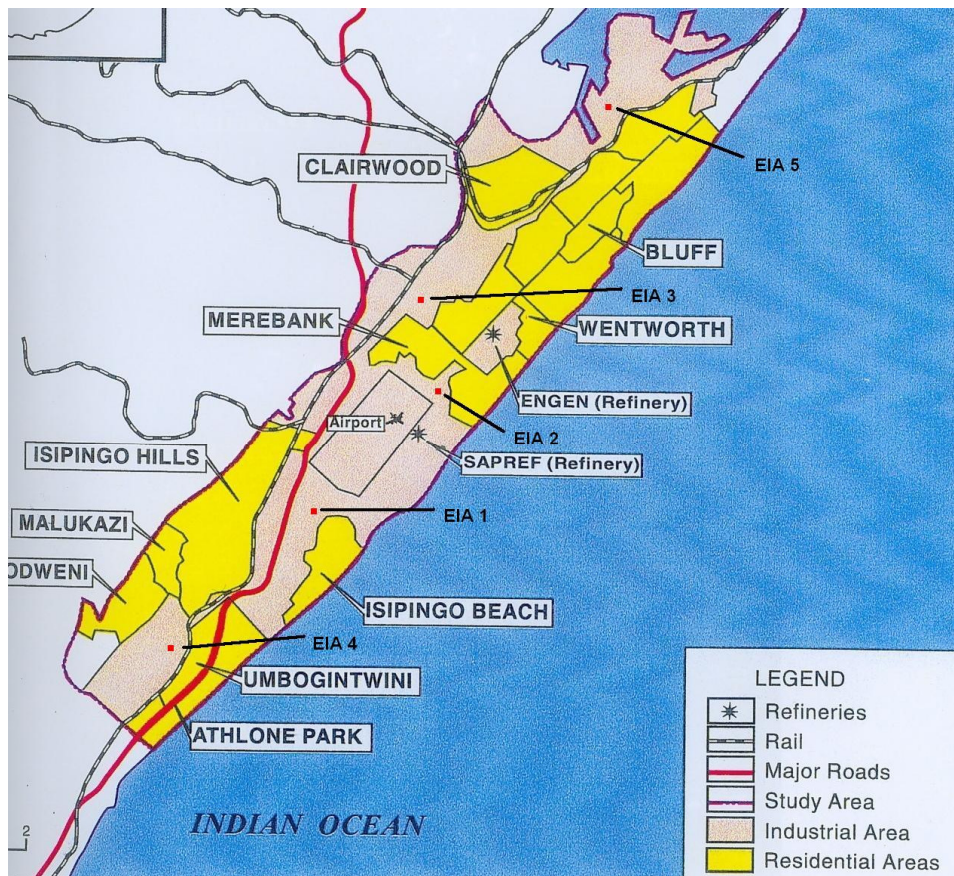 CLAIRWOOD
EIA 5
BLUFF
EIA 3
MEREBANK
WENTWORTH
ENGEN (Refinery)
Airport
EIA 2
ISIPINGO HILLS
SAPREF (Refinery)
EIA 1
MALUKAZI
ODWENI
ISIPINGO BEACH
EIA 4
UMBOGINTWINI
ATHLONE PARK
INDIAN OCEAN
2
LEGEND
Refineries
Rail
Major Roads
Study Area
Industrial Area
Residential Areas